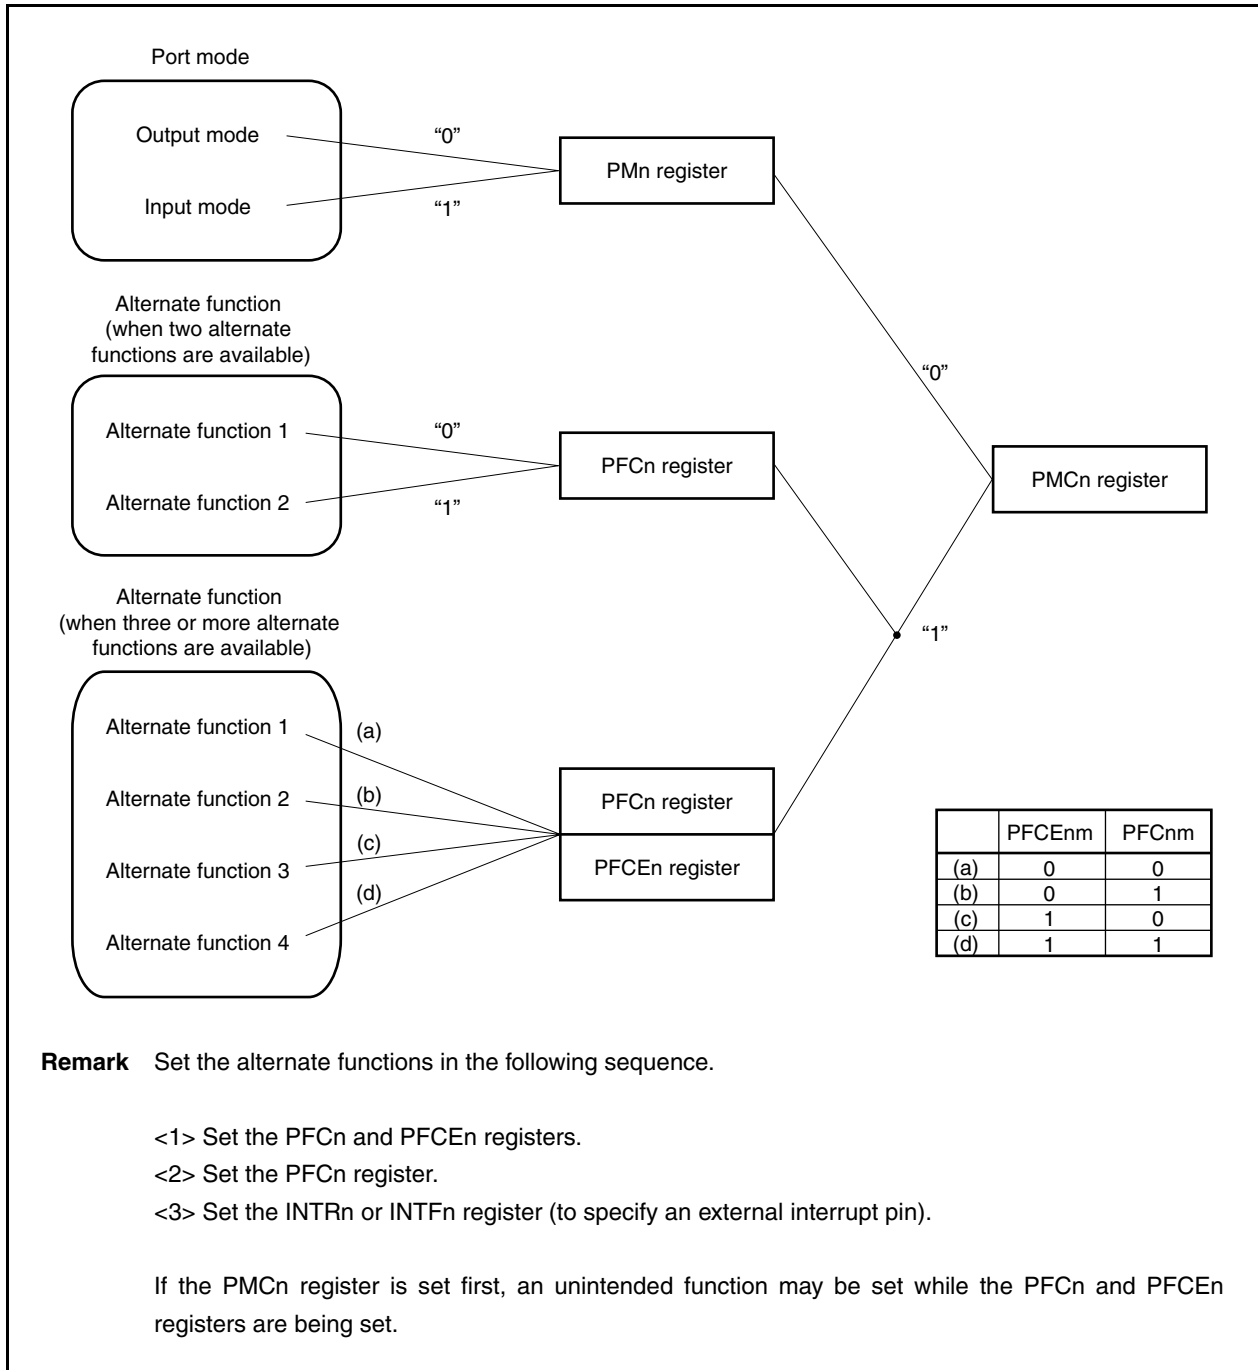 Port mode
Output mode
“0”
PMn register
Input mode
“1”
Alternate function
(when two alternate
functions are available)
“0”
Alternate function 1
“0”
PFCn register
PMCn register
Alternate function 2
“1”
Alternate function
(when three or more alternate
functions are available)
“1”
Alternate function 1
(a)
Alternate function 2
(b)
PFCn register
Alternate function 3
(c)
PFCEn register
Alternate function 4
(d)
PFCEnm PFCnm
(a) 0 0
(b) 0 1
(c) 1 0
(d) 1 1
Remark Set the alternate functions in the following sequence.
<1> Set the PFCn and PFCEn registers.
<2> Set the PFCn register.
<3> Set the INTRn or INTFn register (to specify an external interrupt pin).
If the PMCn register is set first, an unintended function may be set while the PFCn and PFCEn
registers are being set.